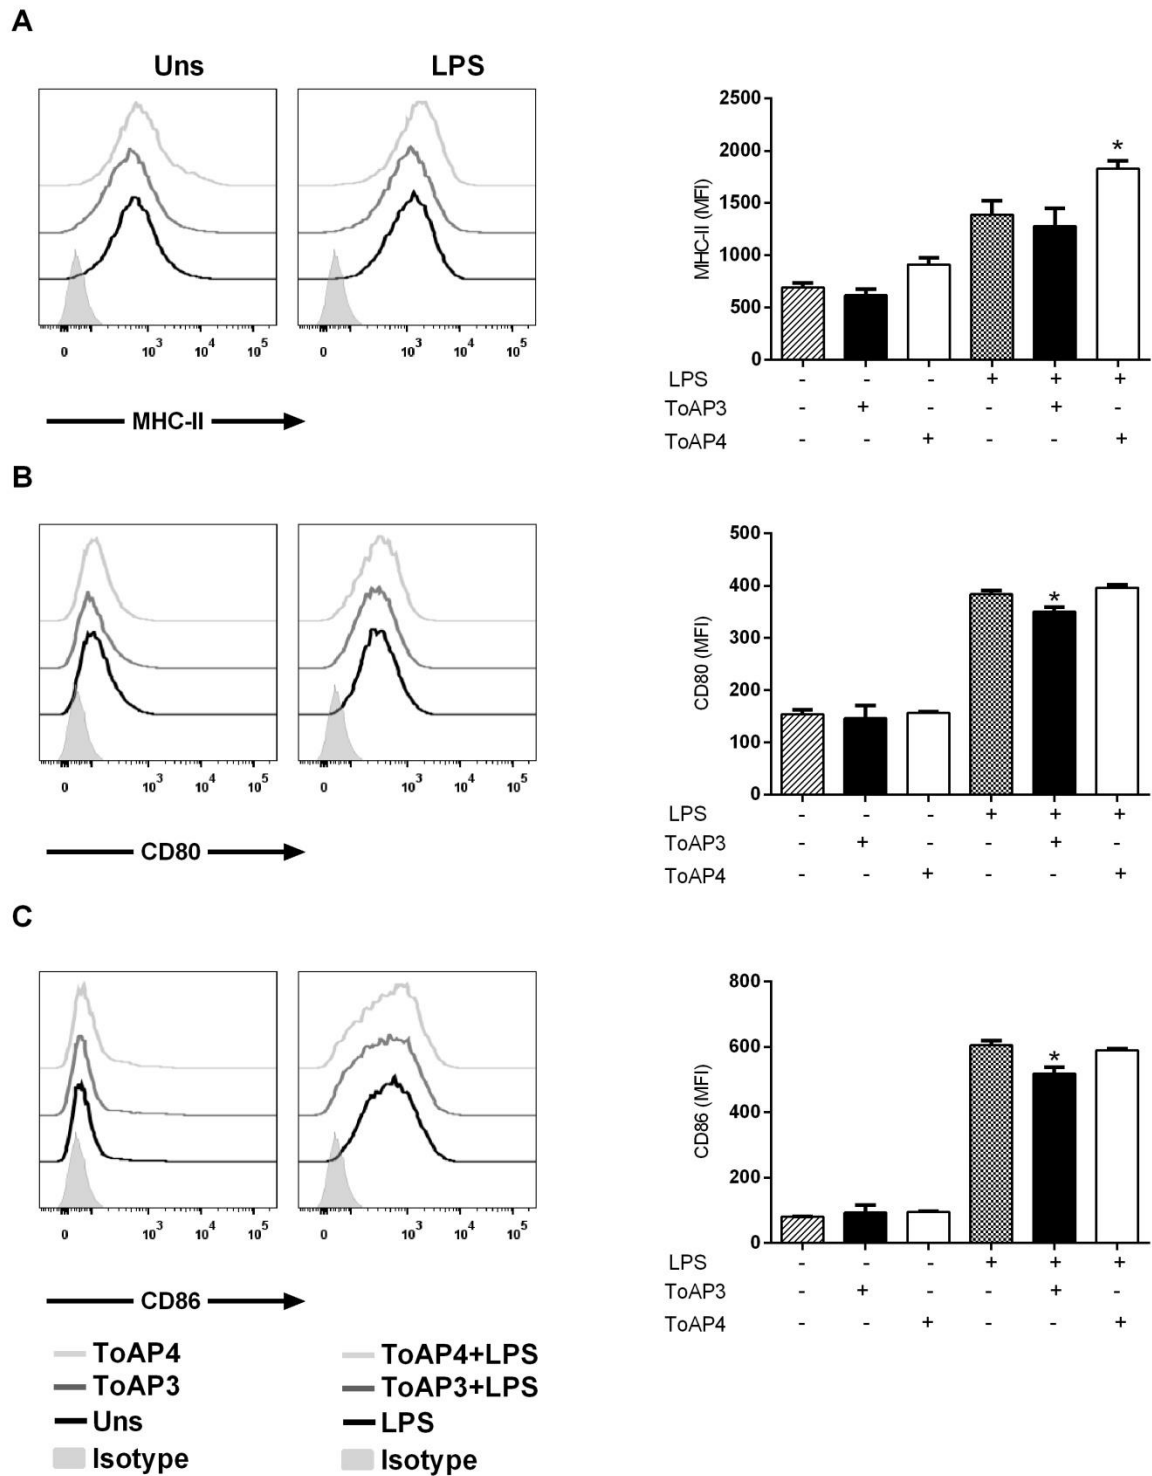 A
Uns LPS
0 10³ 10⁴ 10⁵ 0 10³ 10⁴ 10⁵
MHC-II
MHC-II (MFI)
2500
2000
1500
1000
500
0
*
LPS - - - + + +
ToAP3 - + - - + -
ToAP4 - - + - - +
B
0 10³ 10⁴ 10⁵ 0 10³ 10⁴ 10⁵
CD80
CD80 (MFI)
500
400
300
200
100
0
*
LPS - - - + + +
ToAP3 - + - - + -
ToAP4 - - + - - +
C
0 10³ 10⁴ 10⁵ 0 10³ 10⁴ 10⁵
CD86
CD86 (MFI)
800
600
400
200
0
*
LPS - - - + + +
ToAP3 - + - - + -
ToAP4 - - + - - +
ToAP4
ToAP3
Uns
Isotype
ToAP4+LPS
ToAP3+LPS
LPS
Isotype